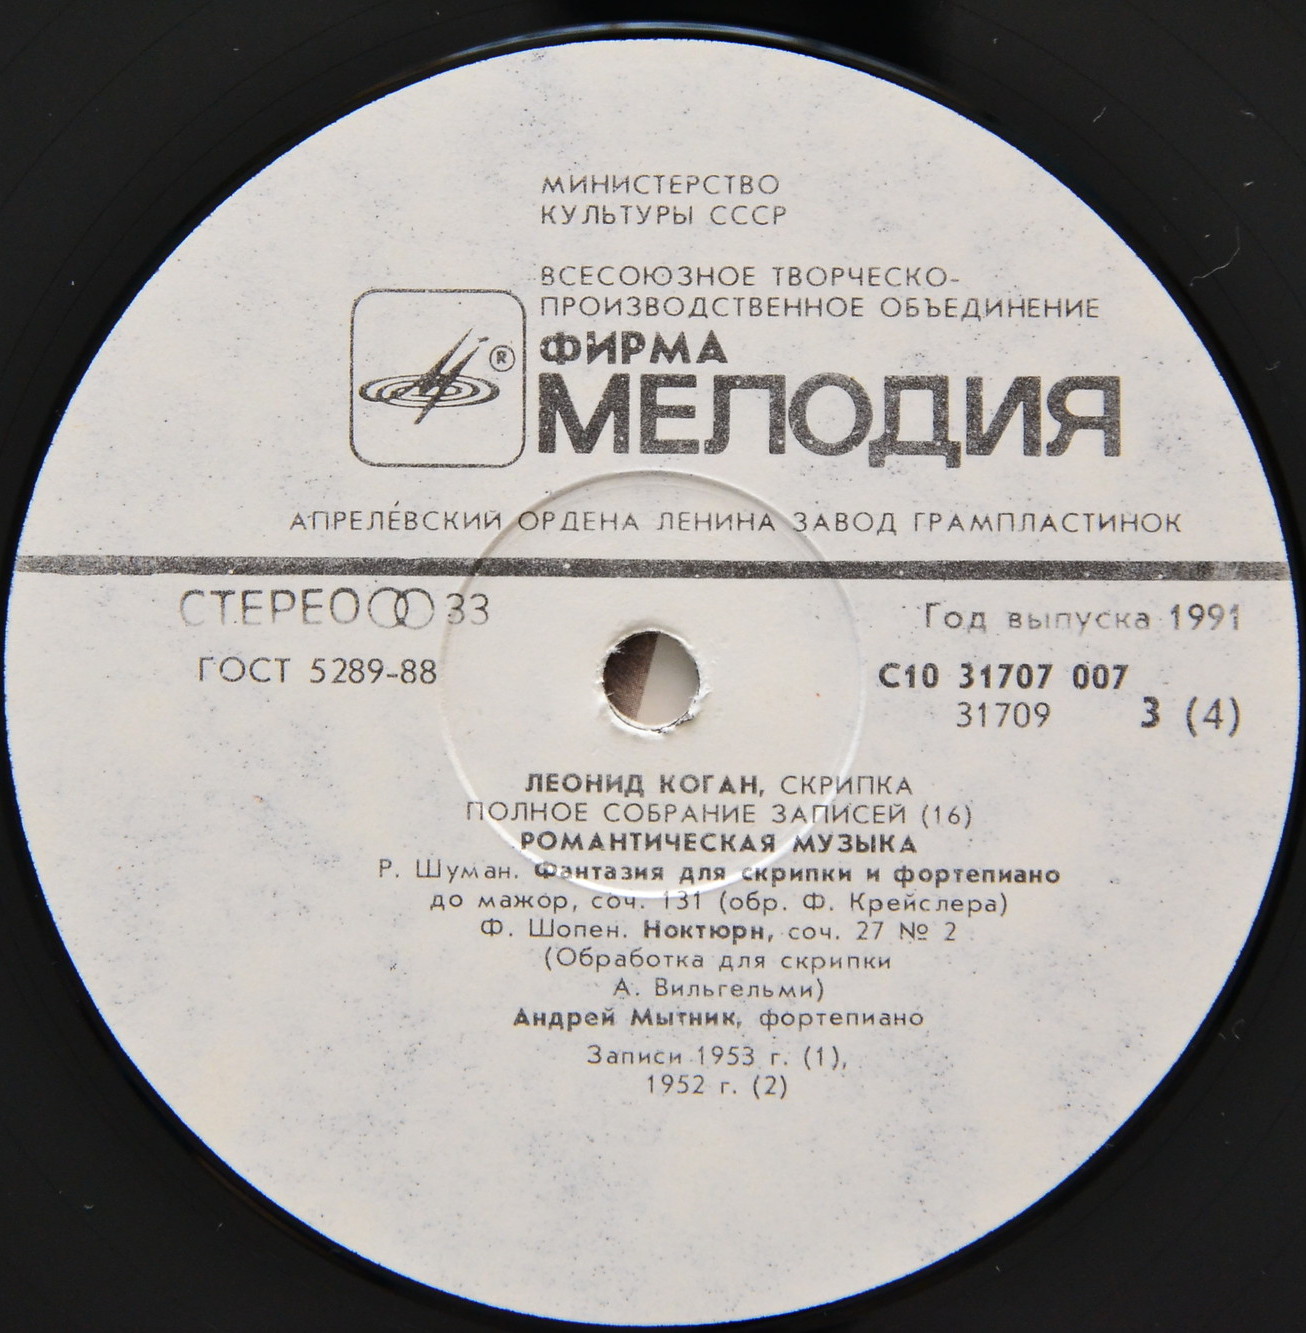 МИНИСТЕРСТВО
КУЛЬТУРЫ СССР
ВСЕСОЮЗНОЕ ТВОРЧЕСКО-
ПРОИЗВОДСТВЕННОЕ ОБЪЕДИНЕНИЕ
ФИРМА
МЕЛОДИЯ
®
АПРЕЛЕ́ВСКИЙ ОРДЕНА ЛЕНИНА ЗАВОД ГРАМПЛАСТИНОК
СТЕРЕО 33
Год выпуска 1991
ГОСТ 5289-88
С10 31707 007
31709 3 (4)
ЛЕОНИД КОГАН, СКРИПКА
ПОЛНОЕ СОБРАНИЕ ЗАПИСЕЙ (16)
РОМАНТИЧЕСКАЯ МУЗЫКА
Р. Шуман. Фантазия для скрипки и фортепиано
до мажор, соч. 131 (обр. Ф. Крейслера)
Ф. Шопен. Ноктюрн, соч. 27 № 2
(Обработка для скрипки
А. Вильгельми)
Андрей Мытник, фортепиано
Записи 1953 г. (1),
1952 г. (2)